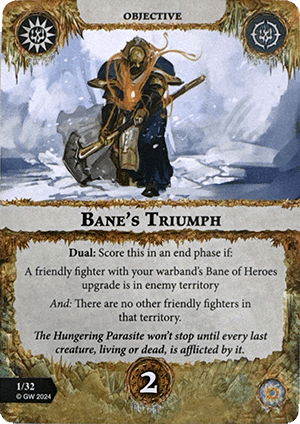 OBJECTIVE
BANE'S TRIUMPH
Dual: Score this in an end phase if:
A friendly fighter with your warband's Bane of Heroes
upgrade is in enemy territory
And: There are no other friendly fighters in
that territory.
The Hungering Parasite won't stop until every last
creature, living or dead, is afflicted by it.
1/32
© GW 2024
2